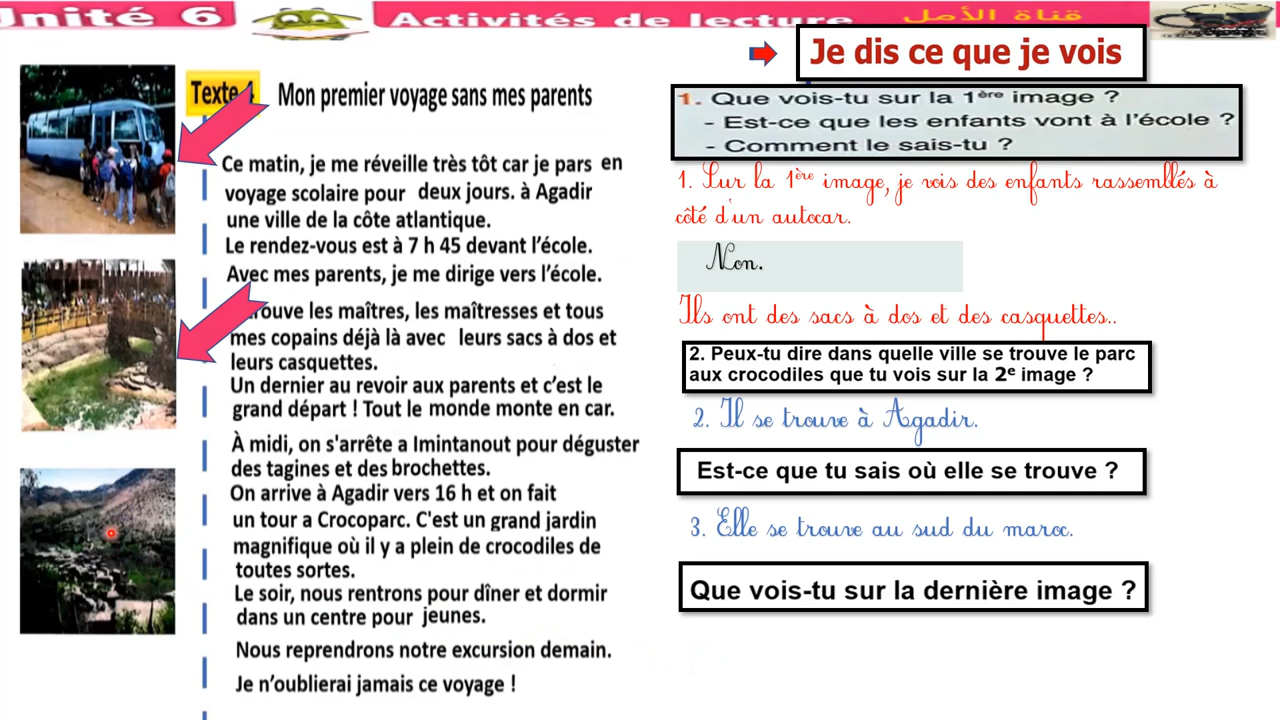 Unité 6
Activités de lecture
قناة الأمل
Je dis ce que je vois
Texte 4
Mon premier voyage sans mes parents
Ce matin, je me réveille très tôt car je pars en
voyage scolaire pour deux jours. à Agadir
une ville de la côte atlantique.
Le rendez-vous est à 7 h 45 devant l'école.
Avec mes parents, je me dirige vers l'école.
rouve les maîtres, les maîtresses et tous
mes copains déjà là avec leurs sacs à dos et
leurs casquettes.
Un dernier au revoir aux parents et c'est le
grand départ ! Tout le monde monte en car.
À midi, on s'arrête a Imintanout pour déguster
des tagines et des brochettes.
On arrive à Agadir vers 16 h et on fait
un tour a Crocoparc. C'est un grand jardin
magnifique où il y a plein de crocodiles de
toutes sortes.
Le soir, nous rentrons pour dîner et dormir
dans un centre pour jeunes.
Nous reprendrons notre excursion demain.
Je n'oublierai jamais ce voyage !
1. Que vois-tu sur la 1ère image ?
- Est-ce que les enfants vont à l'école ?
- Comment le sais-tu ?
1. Sur la 1ère image, je vois des enfants rassemblés à
côté d'un autocar.
Non.
Ils ont des sacs à dos et des casquettes..
2. Peux-tu dire dans quelle ville se trouve le parc
aux crocodiles que tu vois sur la 2e image ?
2. Il se trouve à Agadir.
Est-ce que tu sais où elle se trouve ?
3. Elle se trouve au sud du maroc.
Que vois-tu sur la dernière image ?